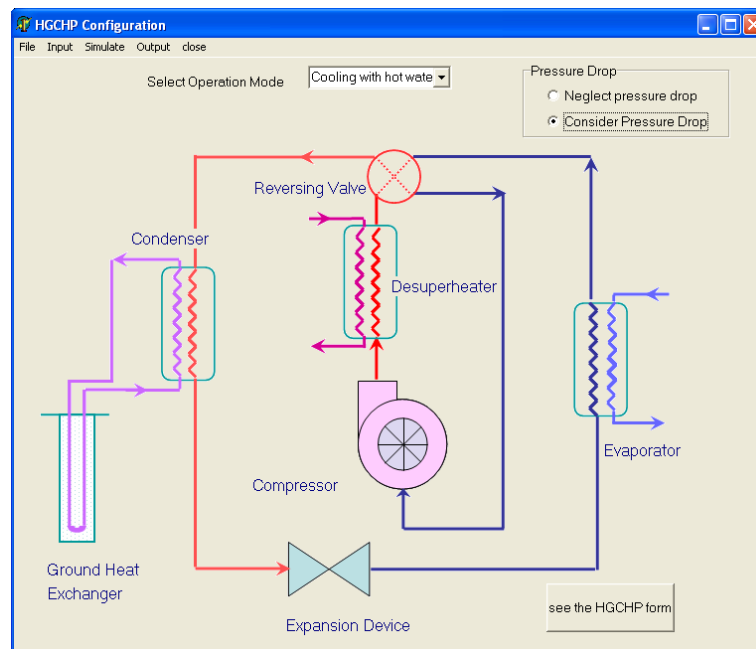 HGCHP Configuration
File Input Simulate Output close
Select Operation Mode
Cooling with hot wate
Pressure Drop
Neglect pressure drop
Consider Pressure Drop
Reversing Valve
Condenser
Desuperheater
Evaporator
Compressor
Ground Heat
Exchanger
see the HGCHP form
Expansion Device